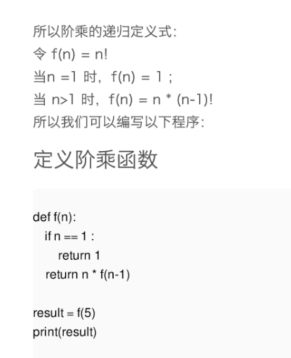 所以阶乘的递归定义式：
令 f(n) = n!
当n =1 时，f(n) = 1；
当 n>1 时，f(n) = n * (n-1)!
所以我们可以编写以下程序：
定义阶乘函数
def f(n):
if n == 1 :
return 1
return n * f(n-1)
result = f(5)
print(result)